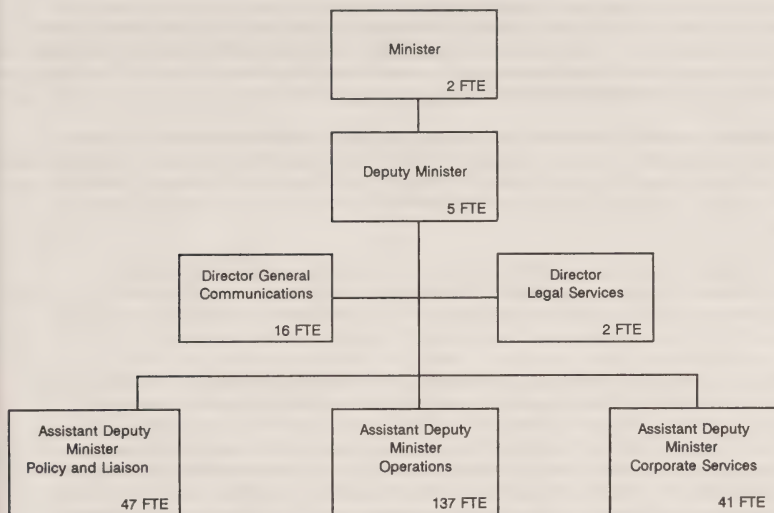 Minister
2 FTE
Deputy Minister
5 FTE
Director General
Communications
16 FTE
Director
Legal Services
2 FTE
Assistant Deputy
Minister
Policy and Liaison
47 FTE
Assistant Deputy
Minister
Operations
137 FTE
Assistant Deputy
Minister
Corporate Services
41 FTE